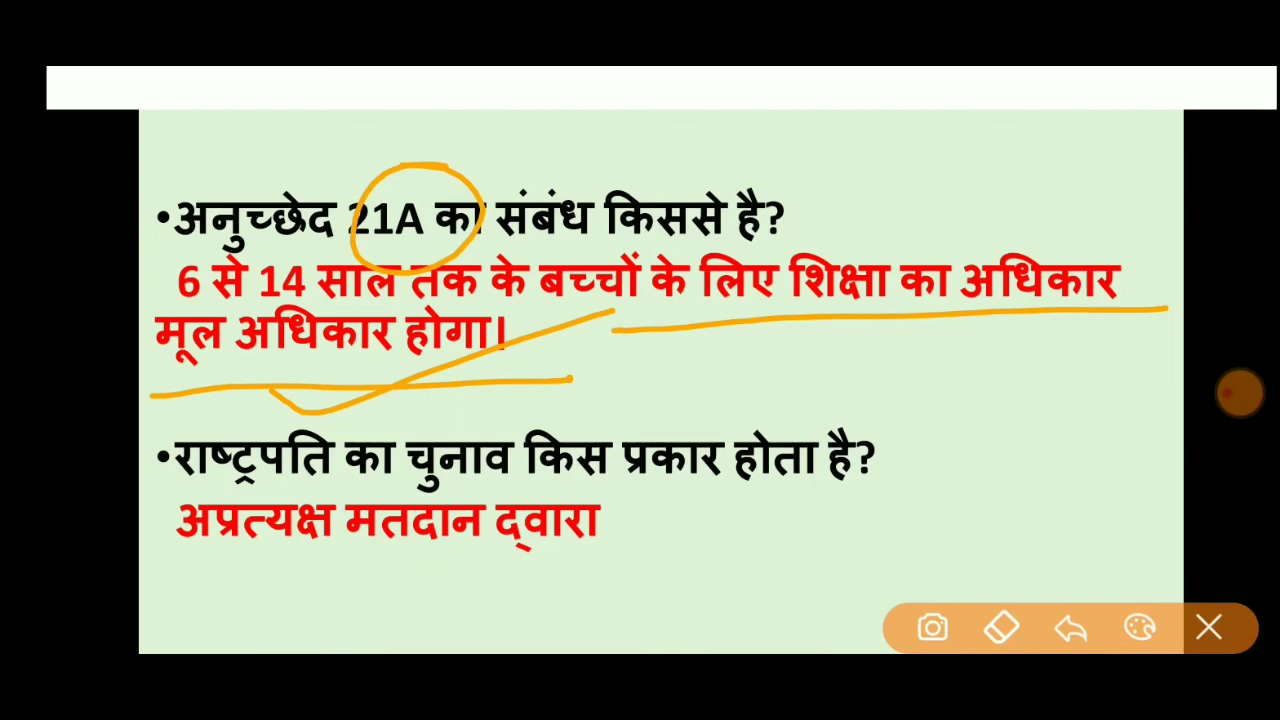 •अनुच्छेद 21A का संबंध किससे है?
6 से 14 साल तक के बच्चों के लिए शिक्षा का अधिकार
मूल अधिकार होगा।
•राष्ट्रपति का चुनाव किस प्रकार होता है?
अप्रत्यक्ष मतदान द्वारा